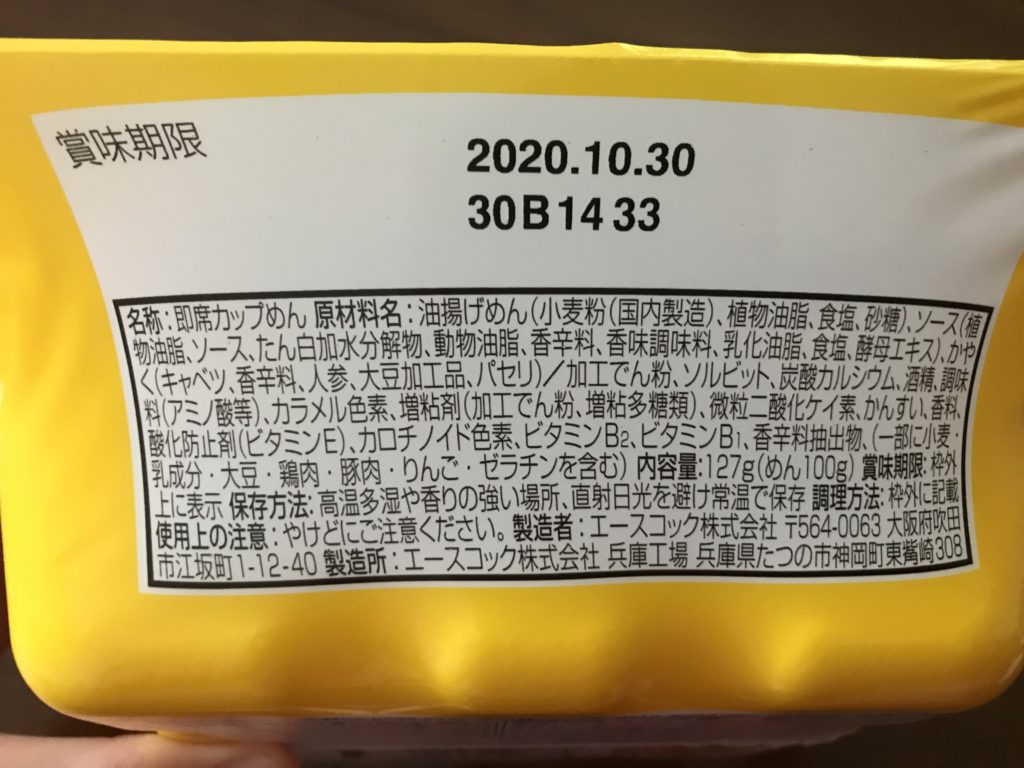 賞味期限
2020.10.30
30B14 33
名称:即席カップめん 原材料名:油揚げめん(小麦粉(国内製造)、植物油脂、食塩、砂糖)、ソース(植
物油脂、ソース、たん白加水分解物、動物油脂、香辛料、香味調味料、乳化油脂、食塩、酵母エキス)、かや
く(キャベツ、香辛料、人参、大豆加工品、パセリ)/加工でん粉、ソルビット、炭酸カルシウム、酒精、調味
料(アミノ酸等)、カラメル色素、増粘剤(加工でん粉、増粘多糖類)、微粒二酸化ケイ素、かんすい、香料、
酸化防止剤(ビタミンE)、カロチノイド色素、ビタミンB2、ビタミンB1、香辛料抽出物、(一部に小麦・
乳成分・大豆・鶏肉・豚肉・りんご・ゼラチンを含む) 内容量:127g(めん100g) 賞味期限:枠外
上に表示 保存方法:高温多湿や香りの強い場所、直射日光を避け常温で保存 調理方法:枠外に記載
使用上の注意:やけどにご注意ください。製造者:エースコック株式会社 〒564-0063 大阪府吹田
市江坂町1-12-40 製造所:エースコック株式会社 兵庫工場 兵庫県たつの市神岡町東觜崎308